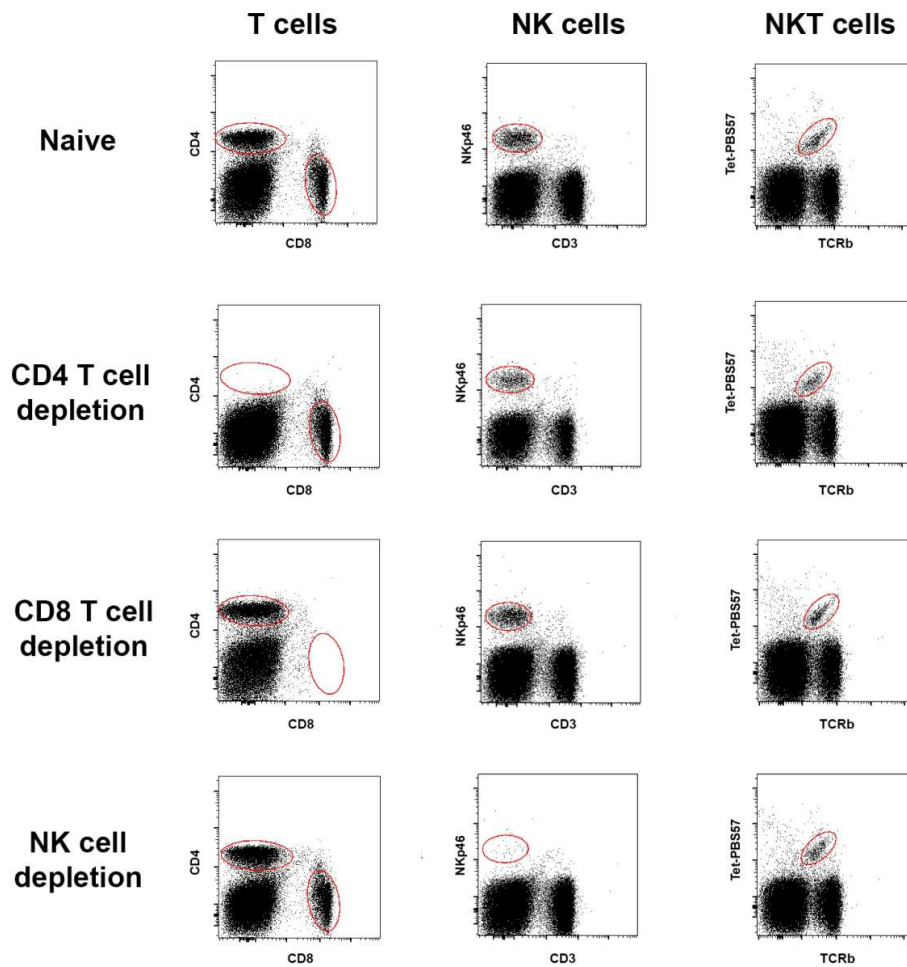 T cells NK cells NKT cells
Naive
CD4
CD8
NKp46
CD3
Tet-PBS57
TCRb
CD4 T cell
depletion
CD4
CD8
NKp46
CD3
Tet-PBS57
TCRb
CD8 T cell
depletion
CD4
CD8
NKp46
CD3
Tet-PBS57
TCRb
NK cell
depletion
CD4
CD8
NKp46
CD3
Tet-PBS57
TCRb